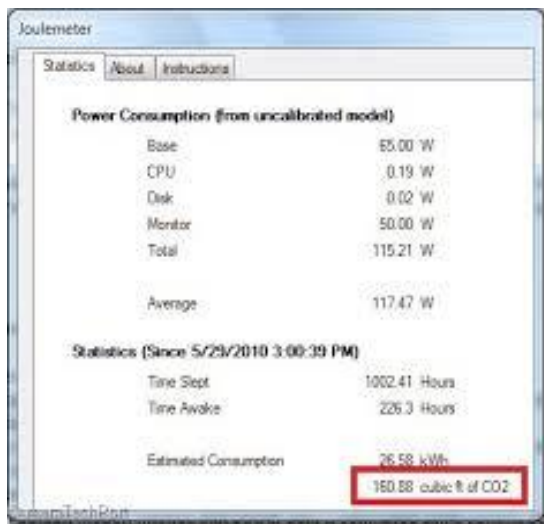 Joulemeter
Statistics About Instructions
Power Consumption (from uncalibrated model)
Base 65.00 W
CPU 0.19 W
Disk 0.02 W
Monitor 50.00 W
Total 115.21 W
Average 117.47 W
Statistics (Since 5/29/2010 3:00:39 PM)
Time Slept 1002.41 Hours
Time Awake 226.3 Hours
Estimated Consumption 26.58 kWh
160.88 cubic ft of CO2